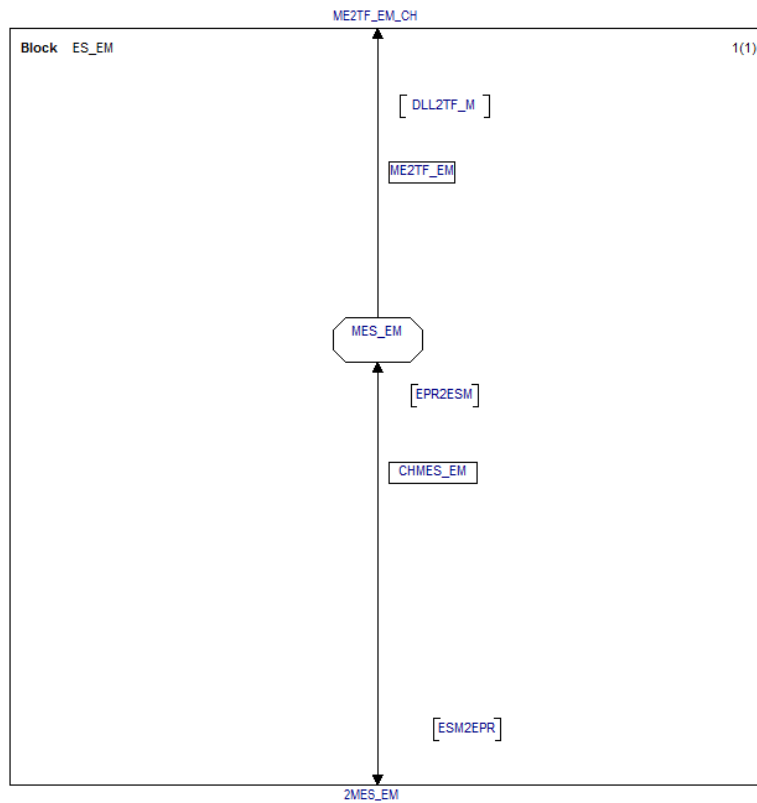 ME2TF_EM_CH
Block ES_EM 1(1)
DLL2TF_M
ME2TF_EM
MES_EM
EPR2ESM
CHMES_EM
ESM2EPR
2MES_EM